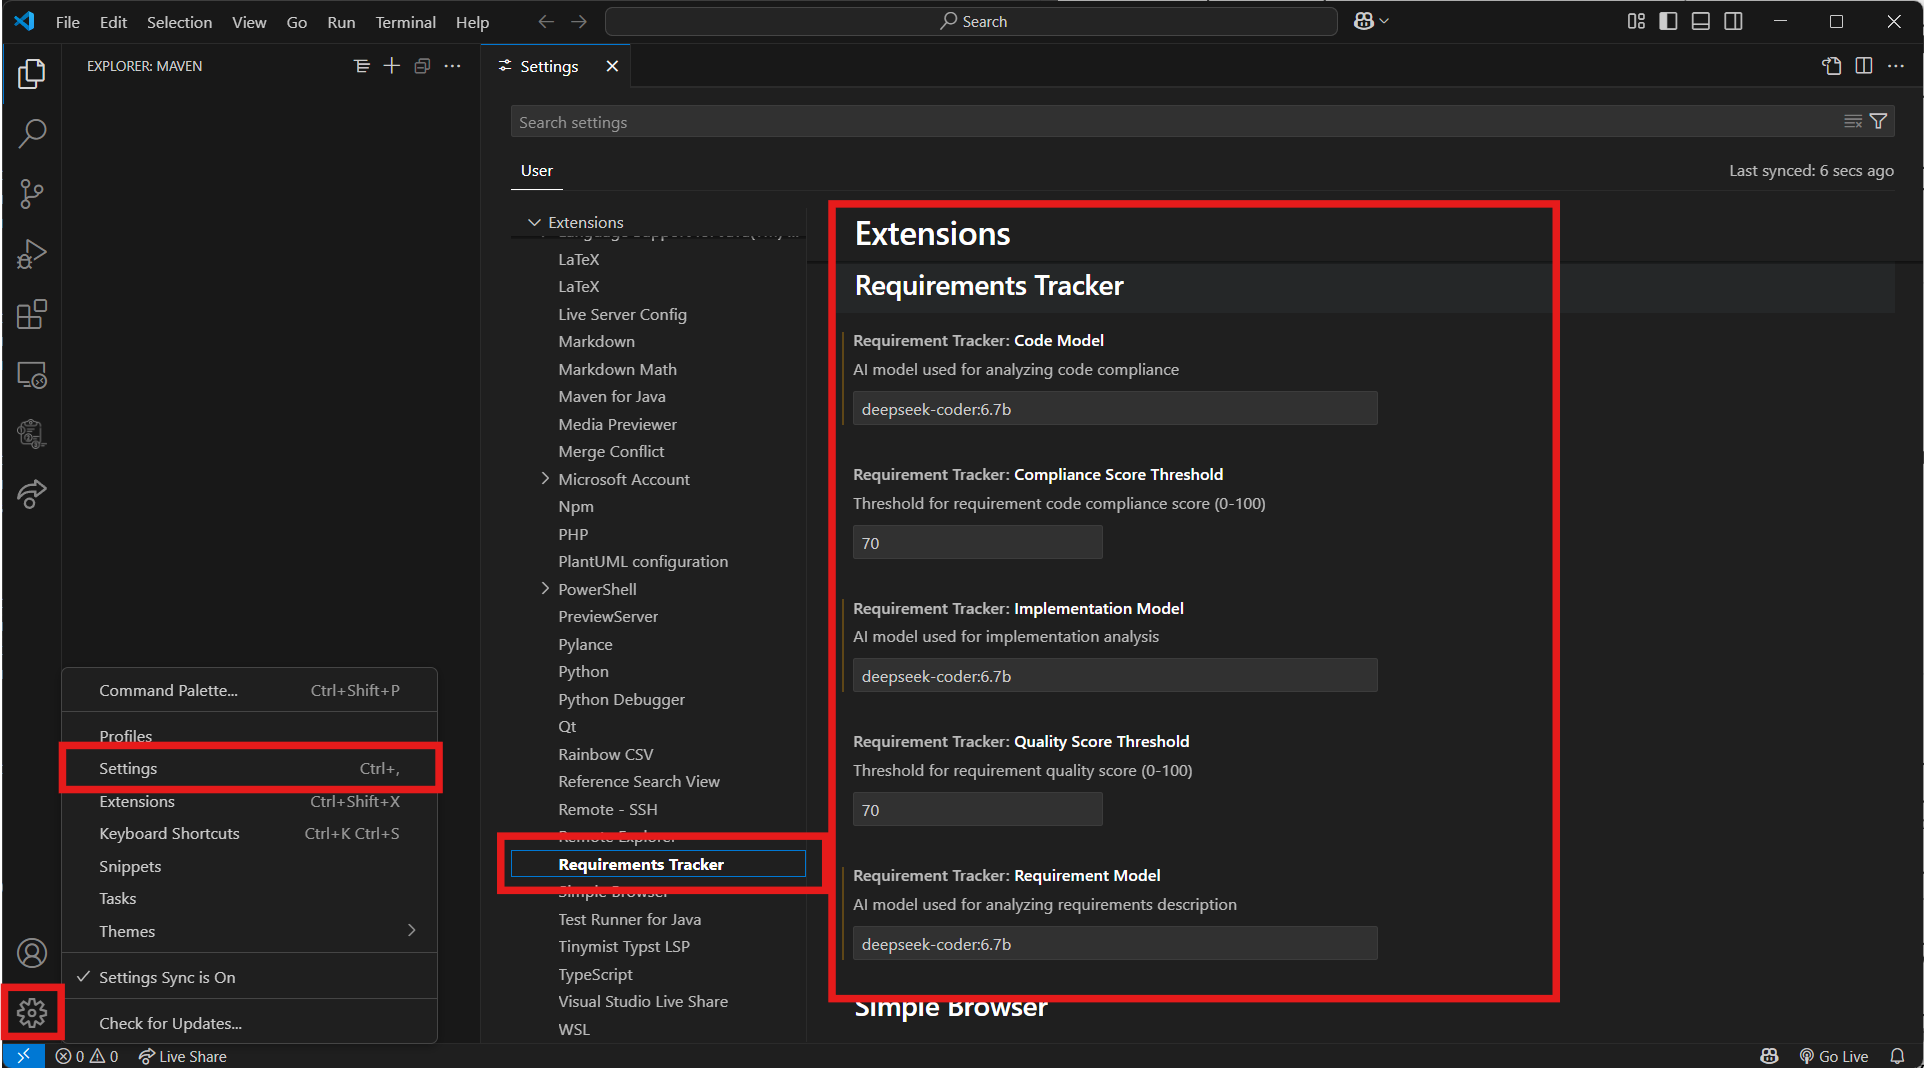 File Edit Selection View Go Run Terminal Help
Search
EXPLORER: MAVEN
Settings
Search settings
User
Last synced: 6 secs ago
Extensions
LaTeX
LaTeX
Live Server Config
Markdown
Markdown Math
Maven for Java
Media Previewer
Merge Conflict
Microsoft Account
Npm
PHP
PlantUML configuration
PowerShell
PreviewServer
Pylance
Python
Python Debugger
Qt
Rainbow CSV
Reference Search View
Remote - SSH
Remote Explorer
Requirements Tracker
Simple Browser
Test Runner for Java
Tinymist Typst LSP
TypeScript
Visual Studio Live Share
WSL
Extensions
Requirements Tracker
Requirement Tracker: Code Model
AI model used for analyzing code compliance
deepseek-coder:6.7b
Requirement Tracker: Compliance Score Threshold
Threshold for requirement code compliance score (0-100)
70
Requirement Tracker: Implementation Model
AI model used for implementation analysis
deepseek-coder:6.7b
Requirement Tracker: Quality Score Threshold
Threshold for requirement quality score (0-100)
70
Requirement Tracker: Requirement Model
AI model used for analyzing requirements description
deepseek-coder:6.7b
Simple Browser
Command Palette... Ctrl+Shift+P
Profiles
Settings Ctrl+,
Extensions Ctrl+Shift+X
Keyboard Shortcuts Ctrl+K Ctrl+S
Snippets
Tasks
Themes
Settings Sync is On
Check for Updates...
0 0 Live Share
Go Live